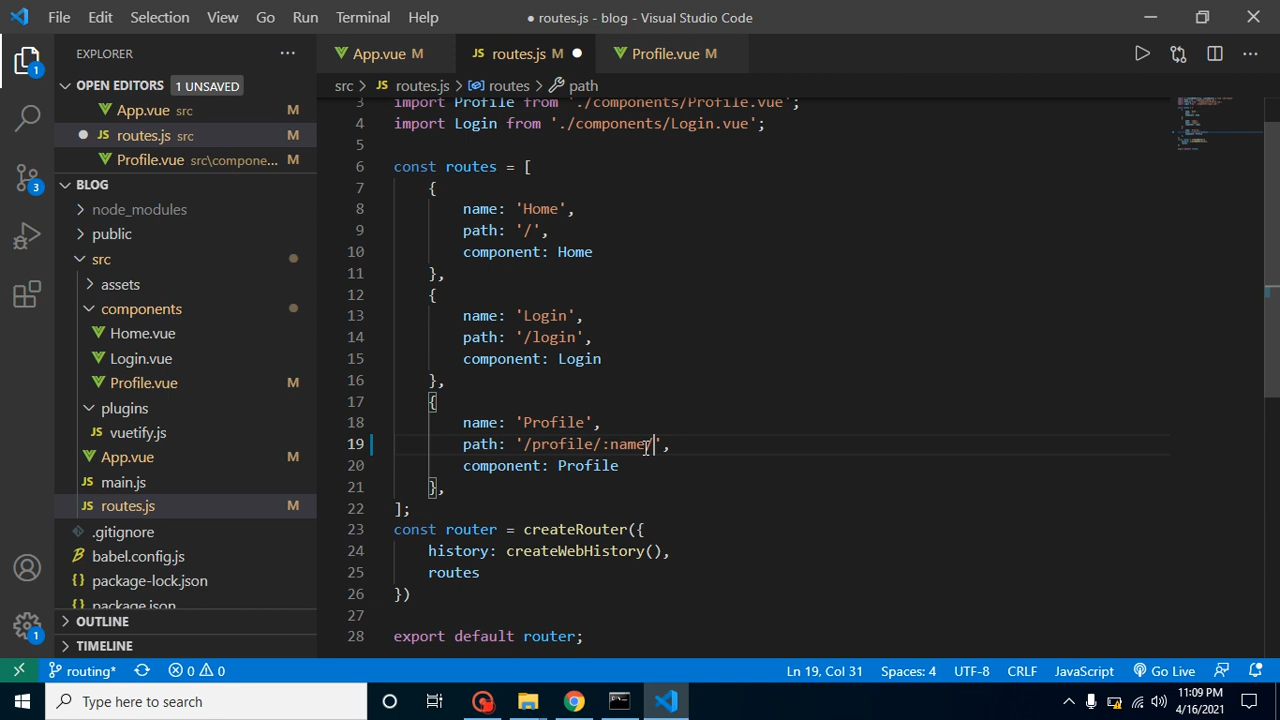 File Edit Selection View Go Run Terminal Help
● routes.js - blog - Visual Studio Code
EXPLORER
OPEN EDITORS 1 UNSAVED
App.vue src M
routes.js src M
Profile.vue src\compone... M
BLOG
node_modules
public
src
assets
components
Home.vue
Login.vue
Profile.vue M
plugins
vuetify.js
App.vue M
main.js
routes.js M
.gitignore
babel.config.js
package-lock.json
package.json
OUTLINE
TIMELINE
1
3
1
App.vue M
routes.js M
Profile.vue M
src > routes.js > routes > path
3 import Profile from './components/Profile.vue';
4 import Login from './components/Login.vue';
5
6 const routes = [
7 {
8 name: 'Home',
9 path: '/',
10 component: Home
11 },
12 {
13 name: 'Login',
14 path: '/login',
15 component: Login
16 },
17 {
18 name: 'Profile',
19 path: '/profile/:name/',
20 component: Profile
21 },
22 ];
23 const router = createRouter({
24 history: createWebHistory(),
25 routes
26 })
27
28 export default router;
routing* 0 0
Ln 19, Col 31 Spaces: 4 UTF-8 CRLF JavaScript Go Live
Type here to search
11:09 PM
4/16/2021